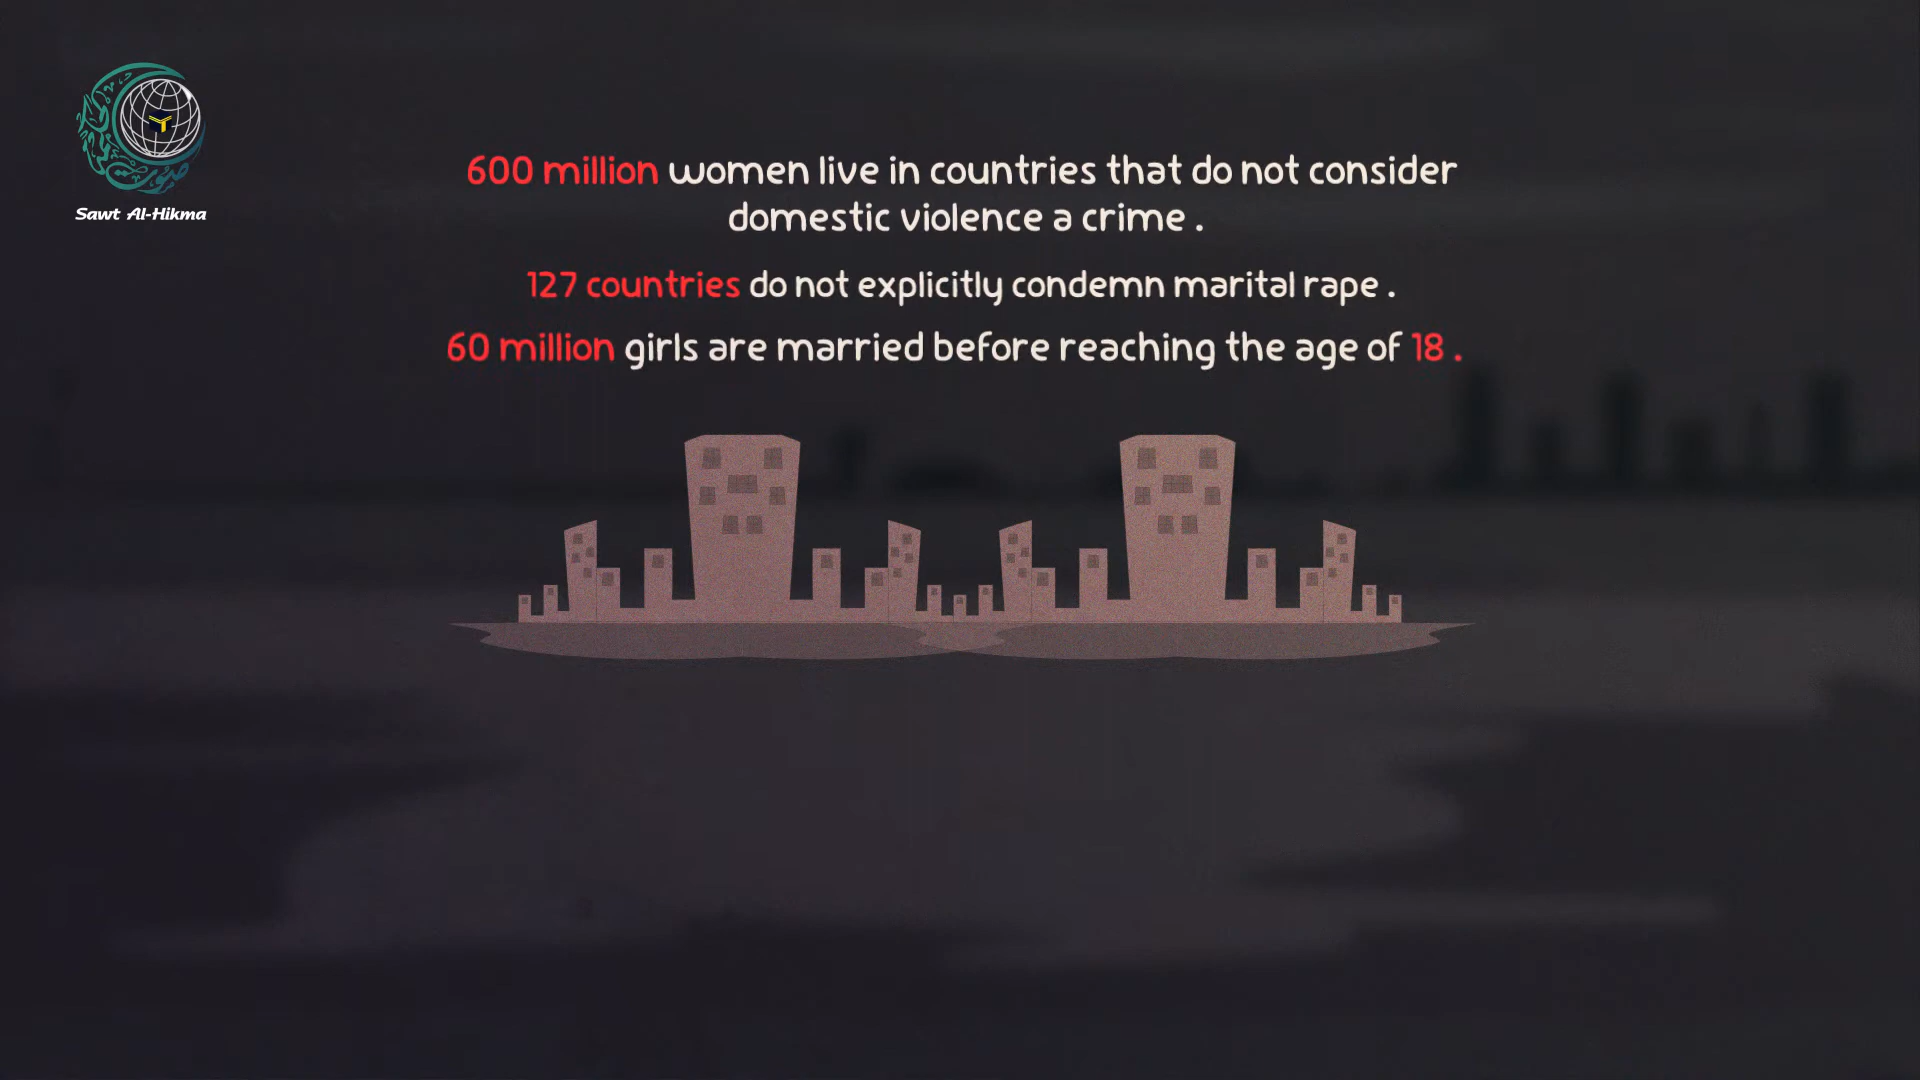 Sawt Al-Hikma
600 million women live in countries that do not consider
domestic violence a crime .
127 countries do not explicitly condemn marital rape .
60 million girls are married before reaching the age of 18 .